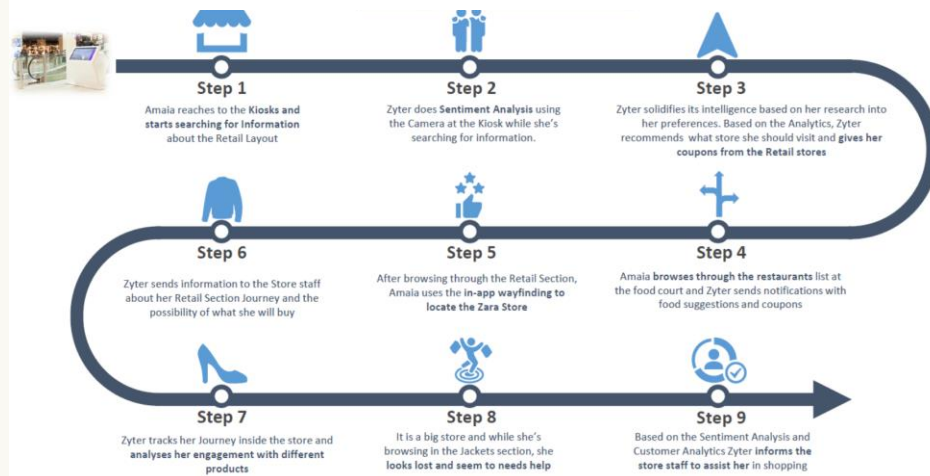 Step 1
Amaia reaches to the Kiosks and
starts searching for Information
about the Retail Layout
Step 2
Zyter does Sentiment Analysis using
the Camera at the Kiosk while she's
searching for Information.
Step 3
Zyter solidifies its intelligence based on her research into
her preferences. Based on the Analytics, Zyter
recommends what store she should visit and gives her
coupons from the Retail stores
Step 4
Amaia browses through the restaurants list at
the food court and Zyter sends notifications with
food suggestions and coupons
Step 5
After browsing through the Retail Section,
Amaia uses the in-app wayfinding to
locate the Zara Store
Step 6
Zyter sends information to the Store staff
about her Retail Section Journey and the
possibility of what she will buy
Step 7
Zyter tracks her Journey inside the store and
analyses her engagement with different
products
Step 8
It is a big store and while she's
browsing in the Jackets section, she
looks lost and seem to needs help
Step 9
Based on the Sentiment Analysis and
Customer Analytics Zyter informs the
store staff to assist her in shopping